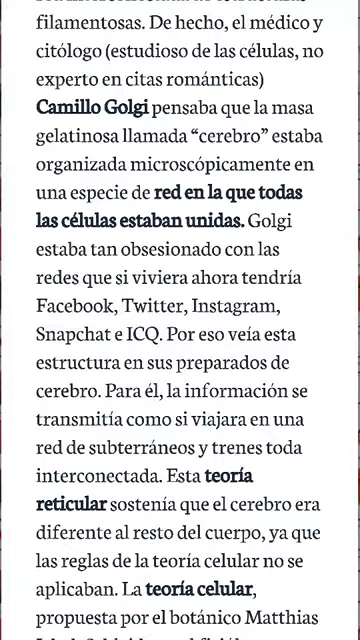 filamentosas. De hecho, el médico y
citólogo (estudioso de las células, no
experto en citas románticas)
Camillo Golgi pensaba que la masa
gelatinosa llamada “cerebro” estaba
organizada microscópicamente en
una especie de red en la que todas
las células estaban unidas. Golgi
estaba tan obsesionado con las
redes que si viviera ahora tendría
Facebook, Twitter, Instagram,
Snapchat e ICQ. Por eso veía esta
estructura en sus preparados de
cerebro. Para él, la información se
transmitía como si viajara en una
red de subterráneos y trenes toda
interconectada. Esta teoría
reticular sostenía que el cerebro era
diferente al resto del cuerpo, ya que
las reglas de la teoría celular no se
aplicaban. La teoría celular,
propuesta por el botánico Matthias